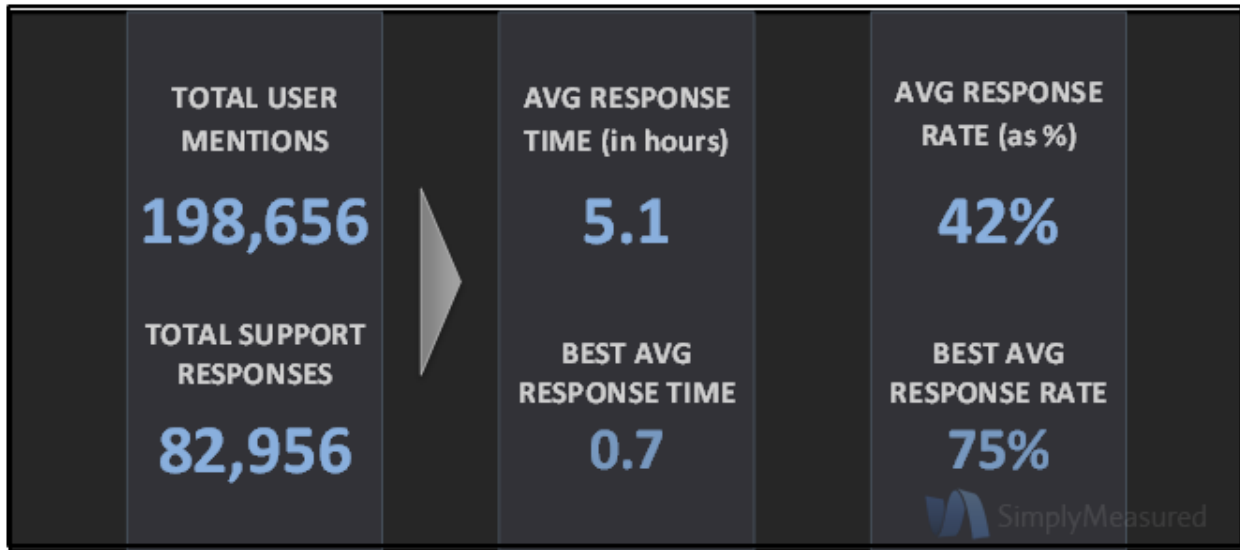 TOTAL USER
MENTIONS
198,656
TOTAL SUPPORT
RESPONSES
82,956
AVG RESPONSE
TIME (in hours)
5.1
BEST AVG
RESPONSE TIME
0.7
AVG RESPONSE
RATE (as %)
42%
BEST AVG
RESPONSE RATE
75%
SimplyMeasured